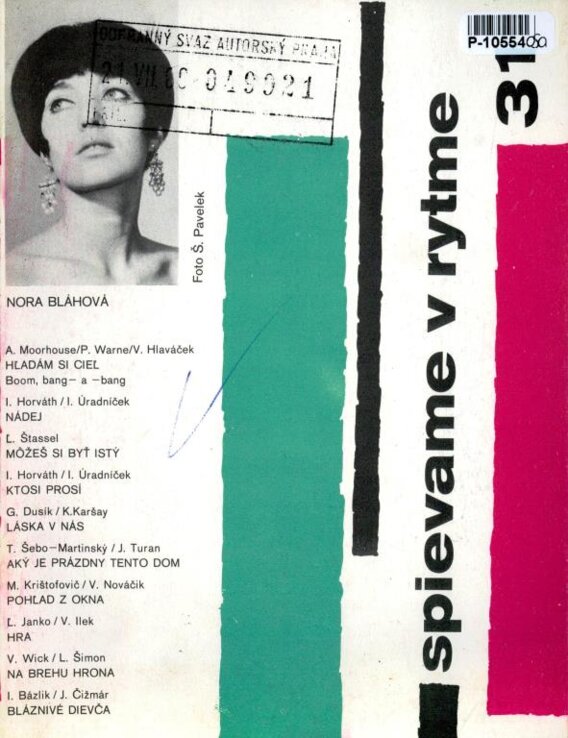 OCHRANNÝ SVAZ AUTORSKÝ PRAHA
21 VII 69 049021
P-1055480
31
spievame v rytme
Foto Š. Pavelek
NORA BLÁHOVÁ
A. Moorhouse/P. Warne/V. Hlaváček
HĽADÁM SI CIEĽ
Boom, bang- a -bang
I. Horváth / I. Úradníček
NÁDEJ
Ľ. Štassel
MÔŽEŠ SI BYŤ ISTÝ
I. Horváth / I. Úradníček
KTOSI PROSÍ
G. Dusík / K.Karšay
LÁSKA V NÁS
T. Šebo-Martinský / J. Turan
AKÝ JE PRÁZDNY TENTO DOM
M. Krištofovič / V. Nováčik
POHĽAD Z OKNA
Ľ. Janko / V. Ilek
HRA
V. Wick / L. Šimon
NA BREHU HRONA
I. Bázlik / J. Čižmár
BLÁZNIVÉ DIEVČA